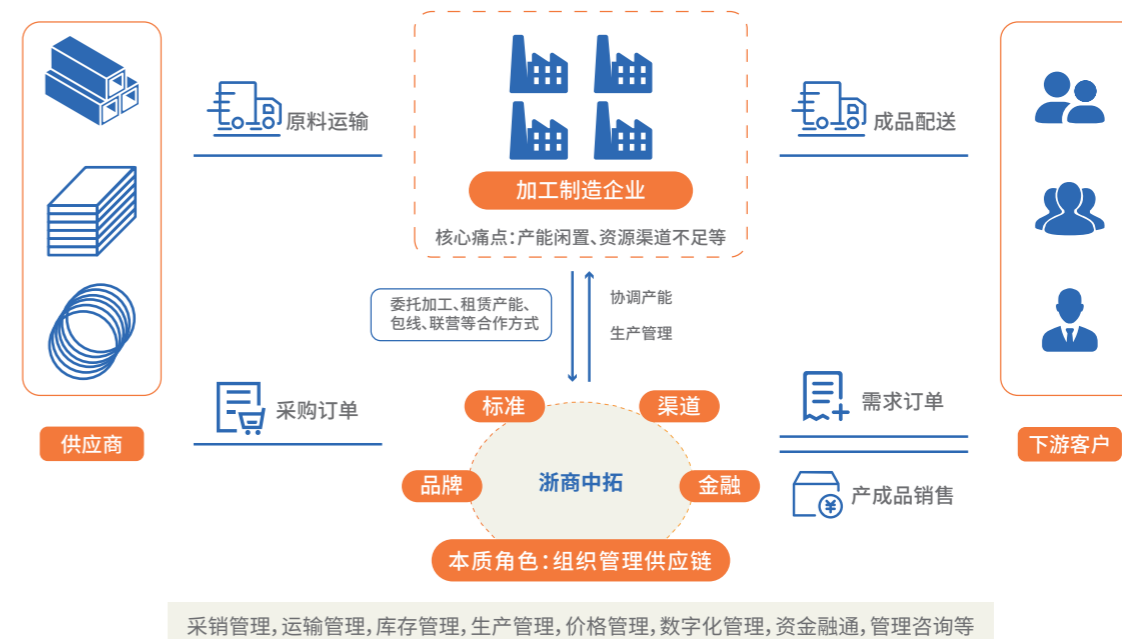 原料运输
成品配送
加工制造企业
核心痛点：产能闲置、资源渠道不足等
委托加工、租赁产能、
包线、联营等合作方式
协调产能
生产管理
采购订单
标准
渠道
需求订单
供应商
下游客户
品牌
浙商中拓
金融
¥
产成品销售
本质角色：组织管理供应链
采销管理，运输管理，库存管理，生产管理，价格管理，数字化管理，资金融通，管理咨询等